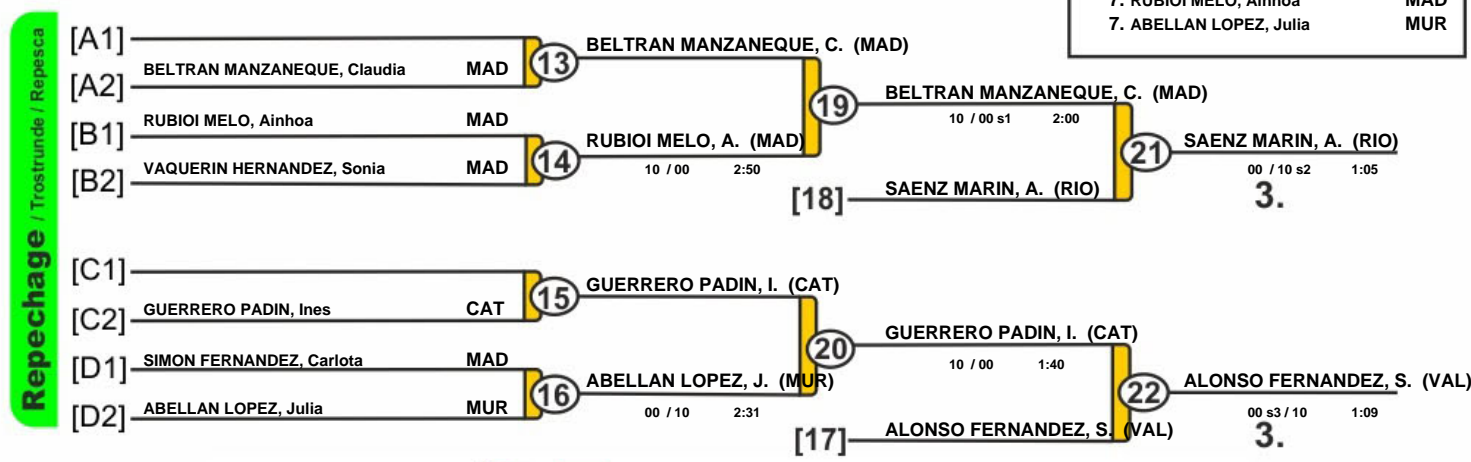 7. RUBIOI MELO, Ainhoa MAD
7. ABELLAN LOPEZ, Julia MUR
Repechage / Trostrunde / Repesca
[A1]
BELTRAN MANZANEQUE, C. (MAD)
BELTRAN MANZANEQUE, Claudia MAD
13
[A2]
BELTRAN MANZANEQUE, C. (MAD)
19
10 / 00 s1 2:00
RUBIOI MELO, Ainhoa MAD
[B1]
RUBIOI MELO, A. (MAD)
SAENZ MARIN, A. (RIO)
21
14
VAQUERIN HERNANDEZ, Sonia MAD
10 / 00 2:50
00 / 10 s2 1:05
[B2]
SAENZ MARIN, A. (RIO)
[18]
3.
[C1]
GUERRERO PADIN, I. (CAT)
15
GUERRERO PADIN, Ines CAT
[C2]
GUERRERO PADIN, I. (CAT)
20
SIMON FERNANDEZ, Carlota MAD
10 / 00 1:40
[D1]
ABELLAN LOPEZ, J. (MUR)
ALONSO FERNANDEZ, S. (VAL)
16
22
ABELLAN LOPEZ, Julia MUR
00 / 10 2:31
00 s3 / 10 1:09
[D2]
ALONSO FERNANDEZ, S. (VAL)
[17]
3.